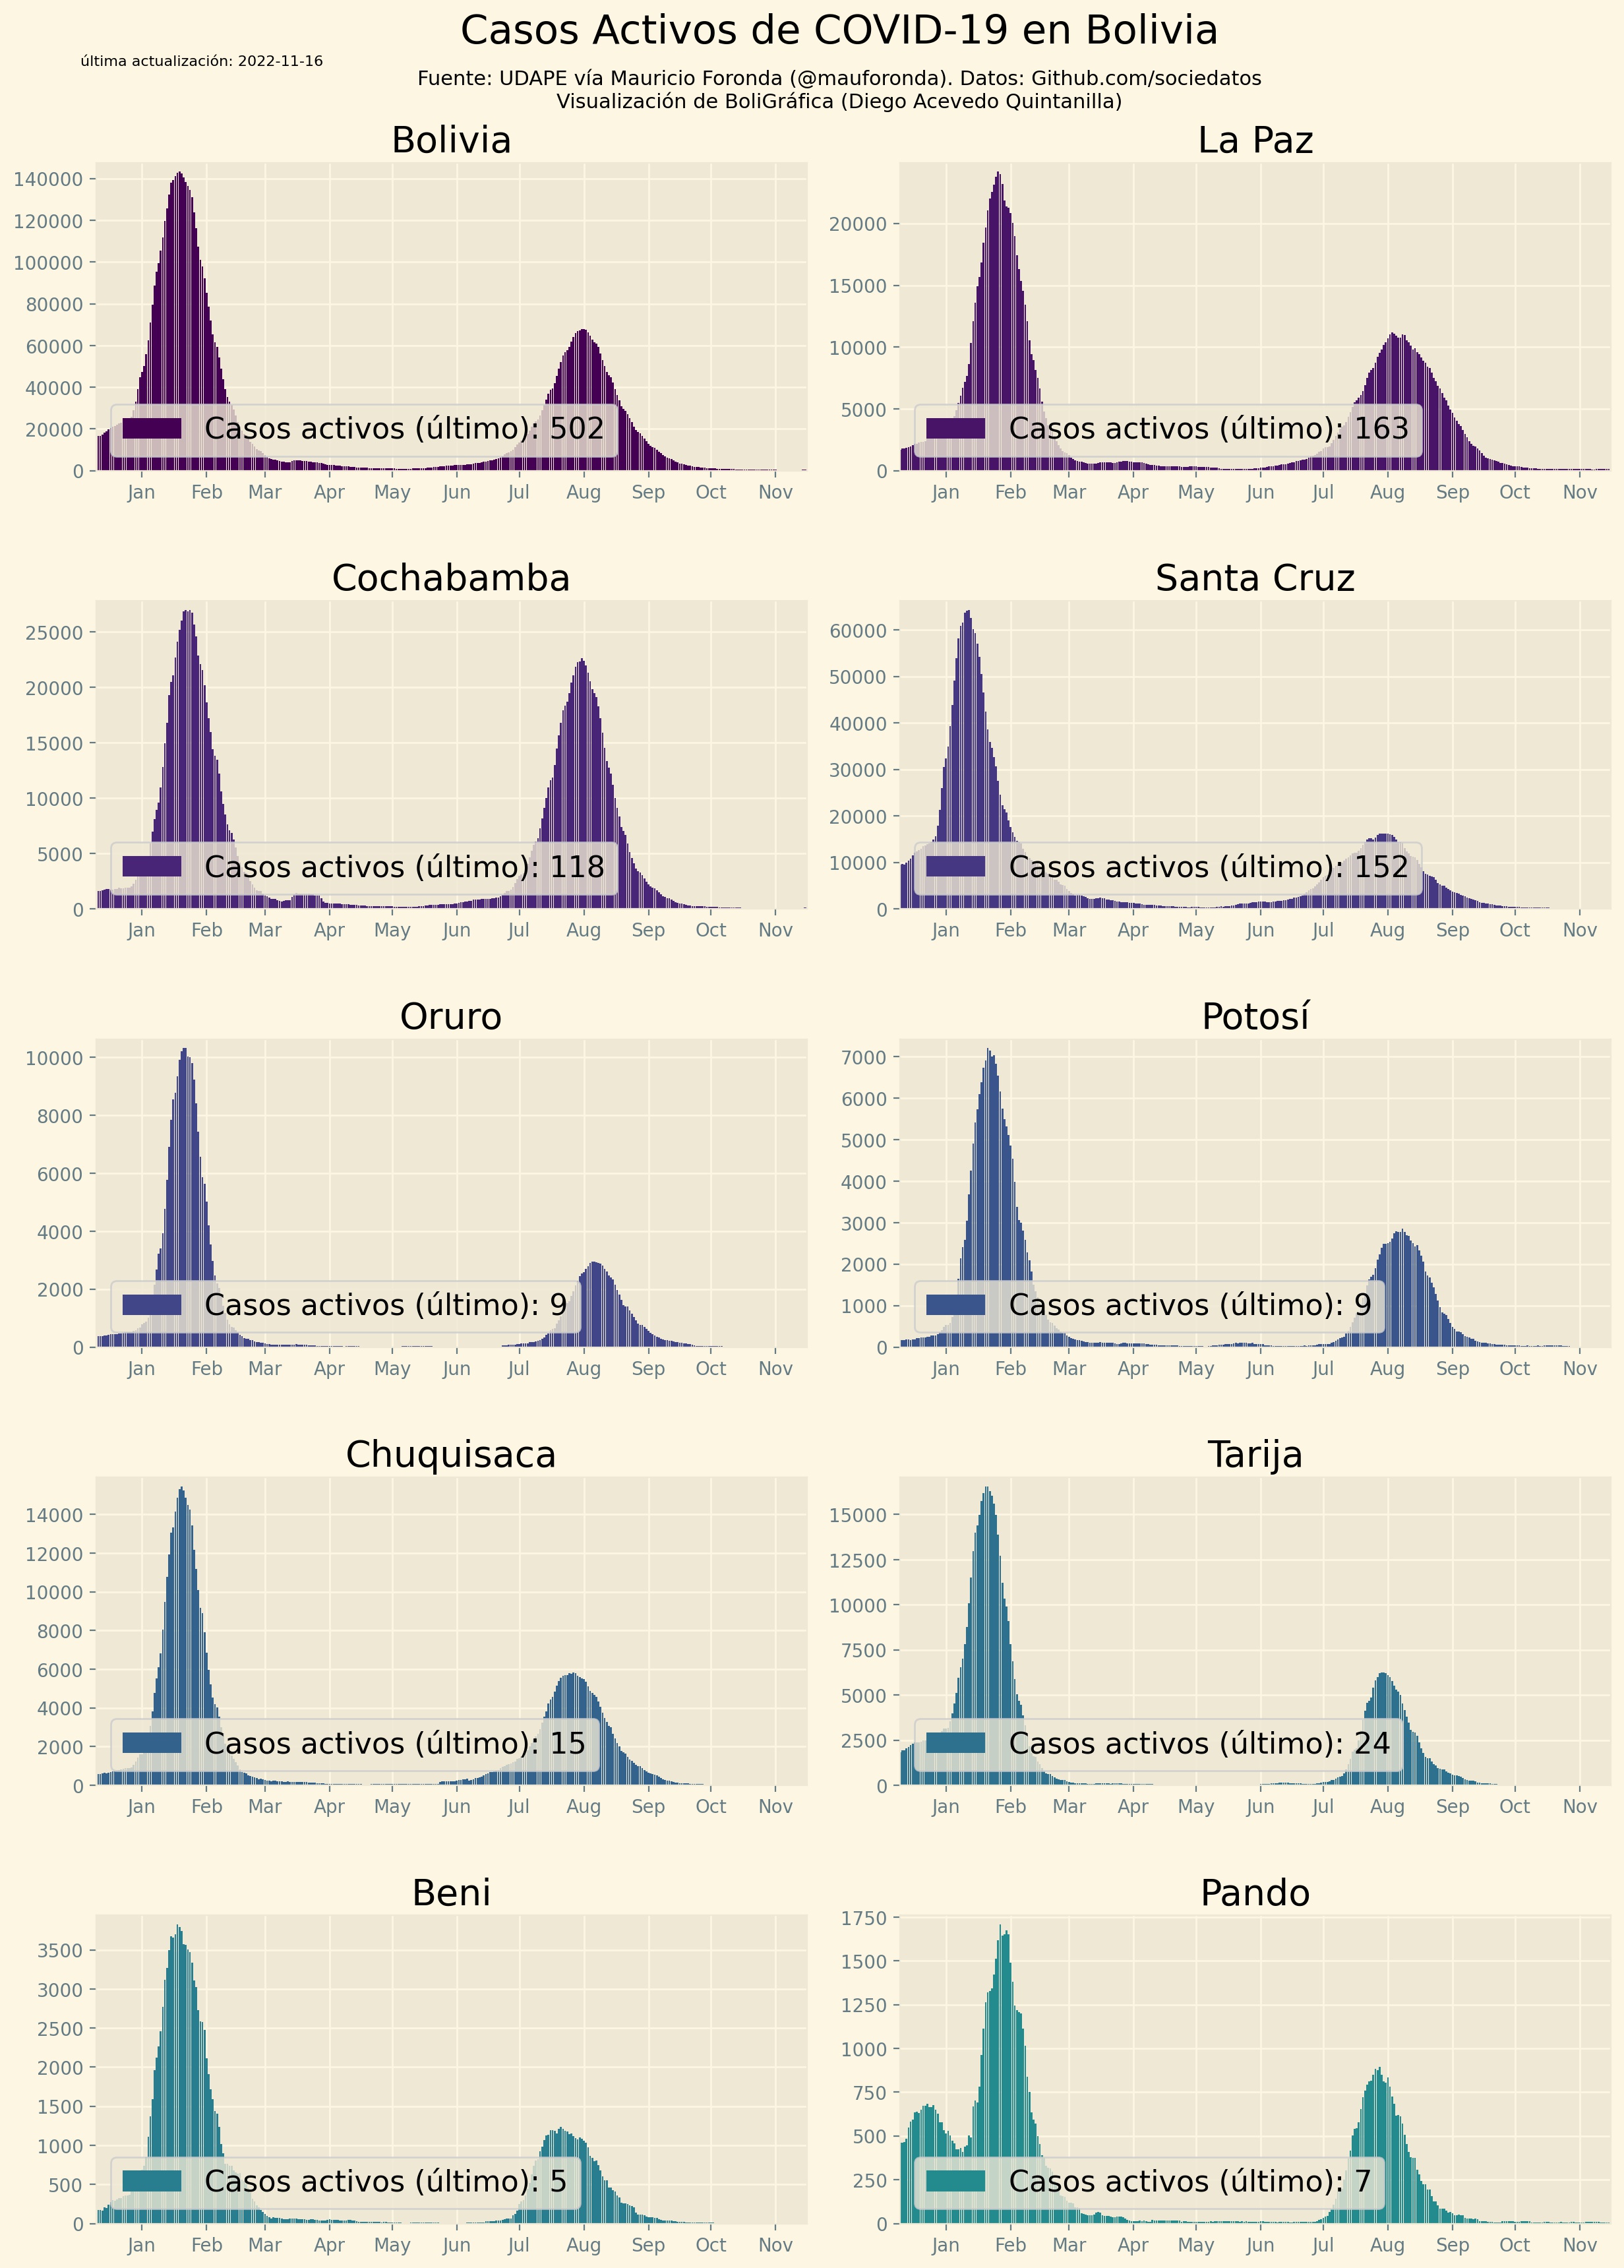 Casos Activos de COVID-19 en Bolivia
última actualización: 2022-11-16
Fuente: UDAPE vía Mauricio Foronda (@mauforonda). Datos: Github.com/sociedatos
Visualización de BoliGráfica (Diego Acevedo Quintanilla)
Bolivia
140000
120000
100000
80000
60000
40000
20000
0
Casos activos (último): 502
Jan Feb Mar Apr May Jun Jul Aug Sep Oct Nov
La Paz
20000
15000
10000
5000
0
Casos activos (último): 163
Jan Feb Mar Apr May Jun Jul Aug Sep Oct Nov
Cochabamba
25000
20000
15000
10000
5000
0
Casos activos (último): 118
Jan Feb Mar Apr May Jun Jul Aug Sep Oct Nov
Santa Cruz
60000
50000
40000
30000
20000
10000
0
Casos activos (último): 152
Jan Feb Mar Apr May Jun Jul Aug Sep Oct Nov
Oruro
10000
8000
6000
4000
2000
0
Casos activos (último): 9
Jan Feb Mar Apr May Jun Jul Aug Sep Oct Nov
Potosí
7000
6000
5000
4000
3000
2000
1000
0
Casos activos (último): 9
Jan Feb Mar Apr May Jun Jul Aug Sep Oct Nov
Chuquisaca
14000
12000
10000
8000
6000
4000
2000
0
Casos activos (último): 15
Jan Feb Mar Apr May Jun Jul Aug Sep Oct Nov
Tarija
15000
12500
10000
7500
5000
2500
0
Casos activos (último): 24
Jan Feb Mar Apr May Jun Jul Aug Sep Oct Nov
Beni
3500
3000
2500
2000
1500
1000
500
0
Casos activos (último): 5
Jan Feb Mar Apr May Jun Jul Aug Sep Oct Nov
Pando
1750
1500
1250
1000
750
500
250
0
Casos activos (último): 7
Jan Feb Mar Apr May Jun Jul Aug Sep Oct Nov